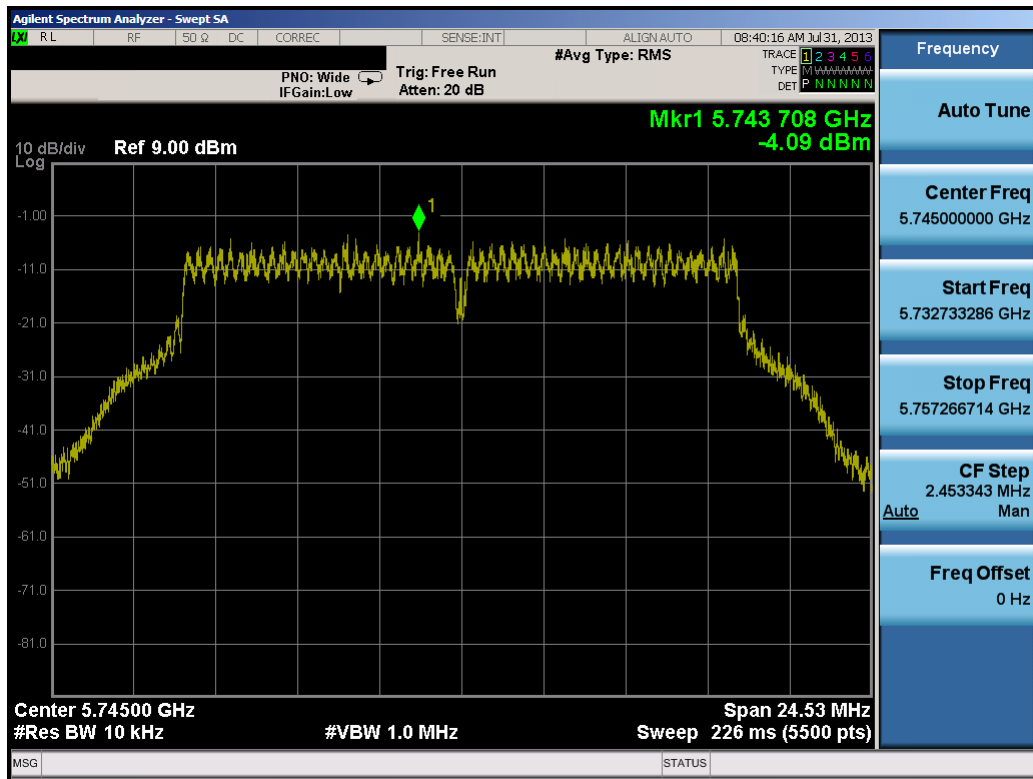 Agilent Spectrum Analyzer - Swept SA
LXI RL RF 50 Ω DC CORREC SENSE:INT ALIGN AUTO 08:40:16 AM Jul 31, 2013
#Avg Type: RMS
TRACE 1 2 3 4 5 6
TYPE M W W W W W
DET P N N N N N
PNO: Wide
IFGain:Low
Trig: Free Run
Atten: 20 dB
Mkr1 5.743 708 GHz
-4.09 dBm
10 dB/div Ref 9.00 dBm
Log
1
-1.00
-11.0
-21.0
-31.0
-41.0
-51.0
-61.0
-71.0
-81.0
Center 5.74500 GHz
Span 24.53 MHz
#Res BW 10 kHz
#VBW 1.0 MHz
Sweep 226 ms (5500 pts)
MSG
STATUS
Frequency
Auto Tune
Center Freq
5.745000000 GHz
Start Freq
5.732733286 GHz
Stop Freq
5.757266714 GHz
CF Step
2.453343 MHz
Auto Man
Freq Offset
0 Hz